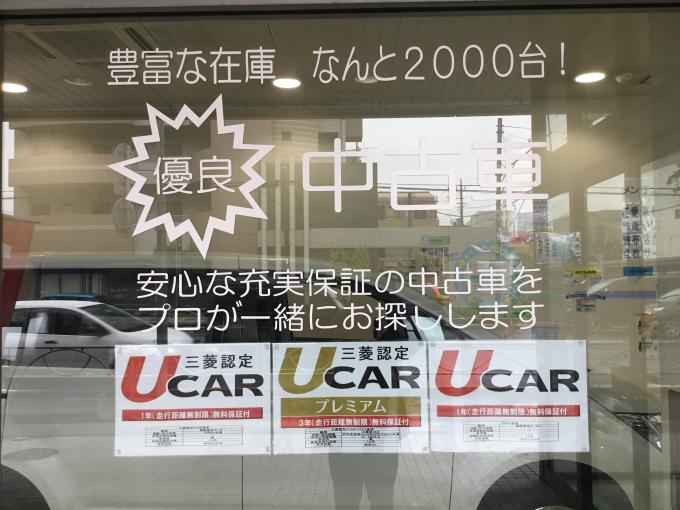 豊富な在庫 なんと2000台!
優良 中古車
安心な充実保証の中古車を
プロが一緒にお探しします
三菱認定
UCAR
1年(走行距離無制限)無料保証付
三菱認定
UCAR
プレミアム
3年(走行距離無制限)無料保証付
三菱認定
UCAR
1年(走行距離無制限)無料保証付